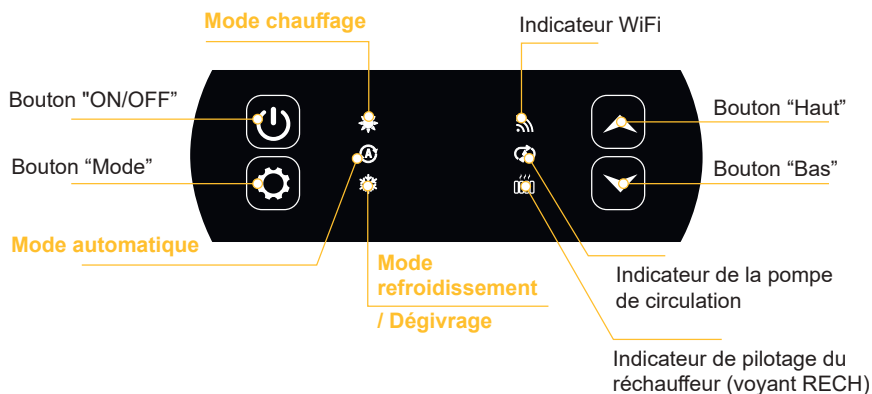 Mode chauffage
Indicateur WiFi
Bouton "ON/OFF”
Bouton “Haut”
Bouton “Mode”
Bouton “Bas”
A
Mode automatique
Mode
refroidissement
/ Dégivrage
Indicateur de la pompe
de circulation
Indicateur de pilotage du
réchauffeur (voyant RECH)